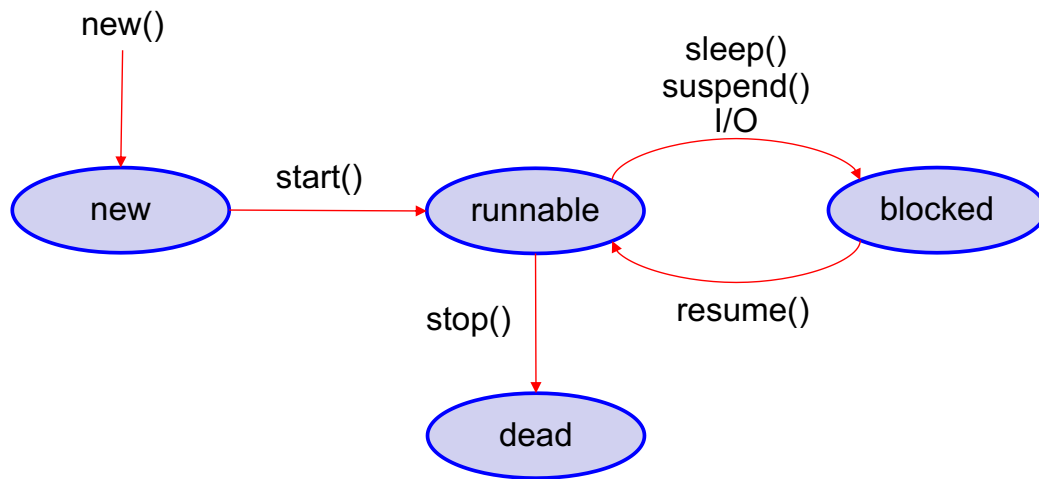 new()
sleep()
suspend()
I/O
new
start()
runnable
blocked
stop()
resume()
dead